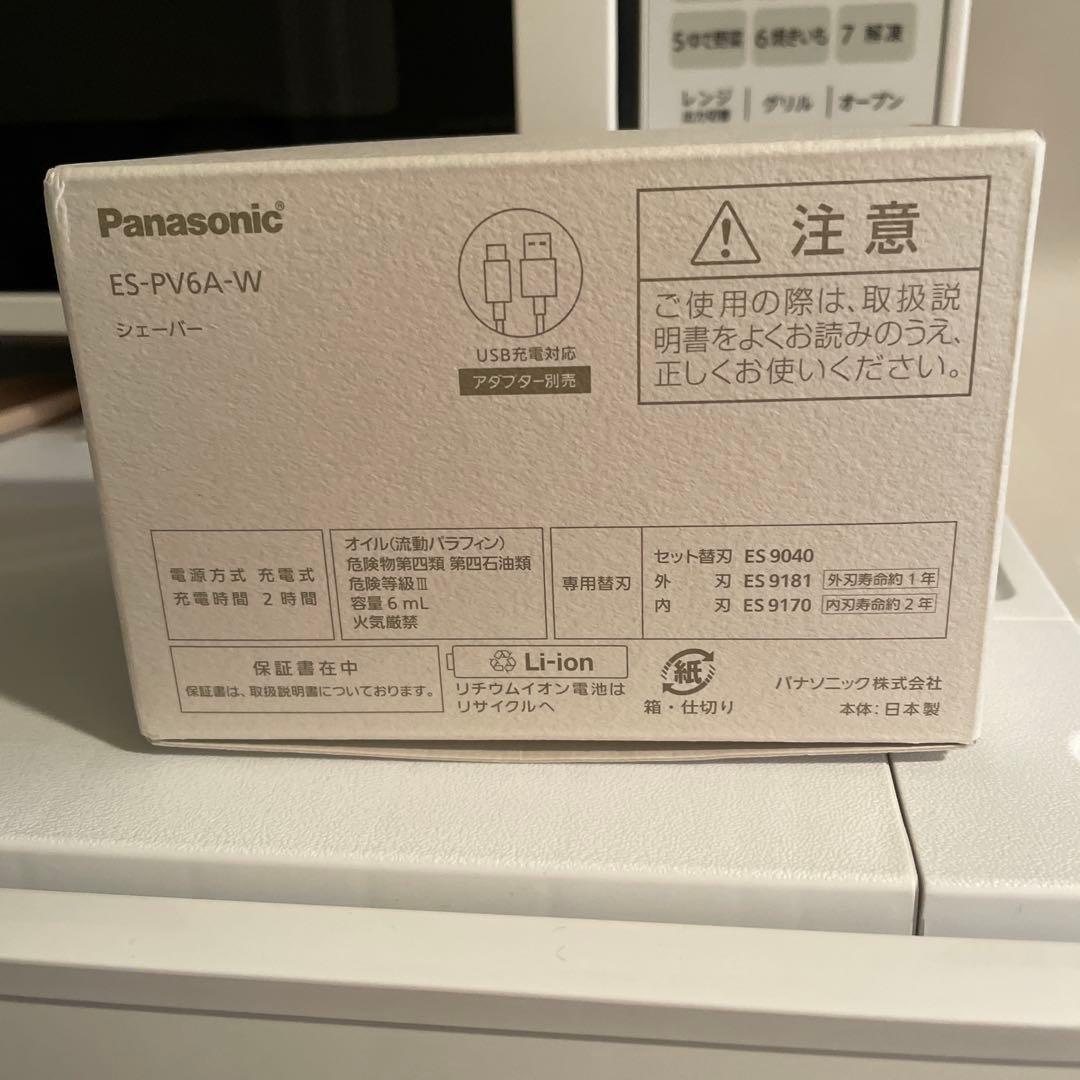 5 ゆで野菜 6 焼きいも 7 解凍
レンジ グリル オーブン
出力切替
Panasonic®
ES-PV6A-W
シェーバー
USB充電対応
アダプター別売
注意
ご使用の際は、取扱説
明書をよくお読みのうえ、
正しくお使いください。
電源方式 充電式
充電時間 2時間
オイル(流動パラフィン)
危険物第四類 第四石油類
危険等級Ⅲ
容量6mL
火気厳禁
専用替刃
セット替刃 ES9040
外刃 ES9181 外刃寿命約1年
内刃 ES9170 内刃寿命約2年
保証書在中
保証書は、取扱説明書についております。
Li-ion
リチウムイオン電池は
リサイクルへ
紙
箱・仕切り
パナソニック株式会社
本体:日本製